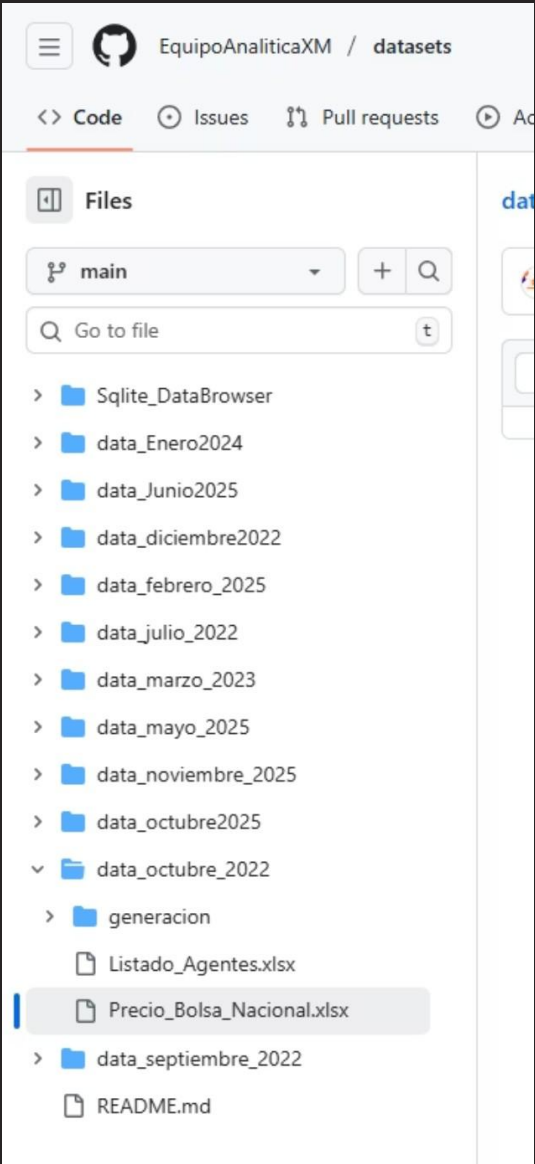 EquipoAnaliticaXM / datasets
Code Issues Pull requests
Files
main
Go to file t
Sqlite_DataBrowser
data_Enero2024
data_Junio2025
data_diciembre2022
data_febrero_2025
data_julio_2022
data_marzo_2023
data_mayo_2025
data_noviembre_2025
data_octubre2025
data_octubre_2022
generacion
Listado_Agentes.xlsx
Precio_Bolsa_Nacional.xlsx
data_septiembre_2022
README.md